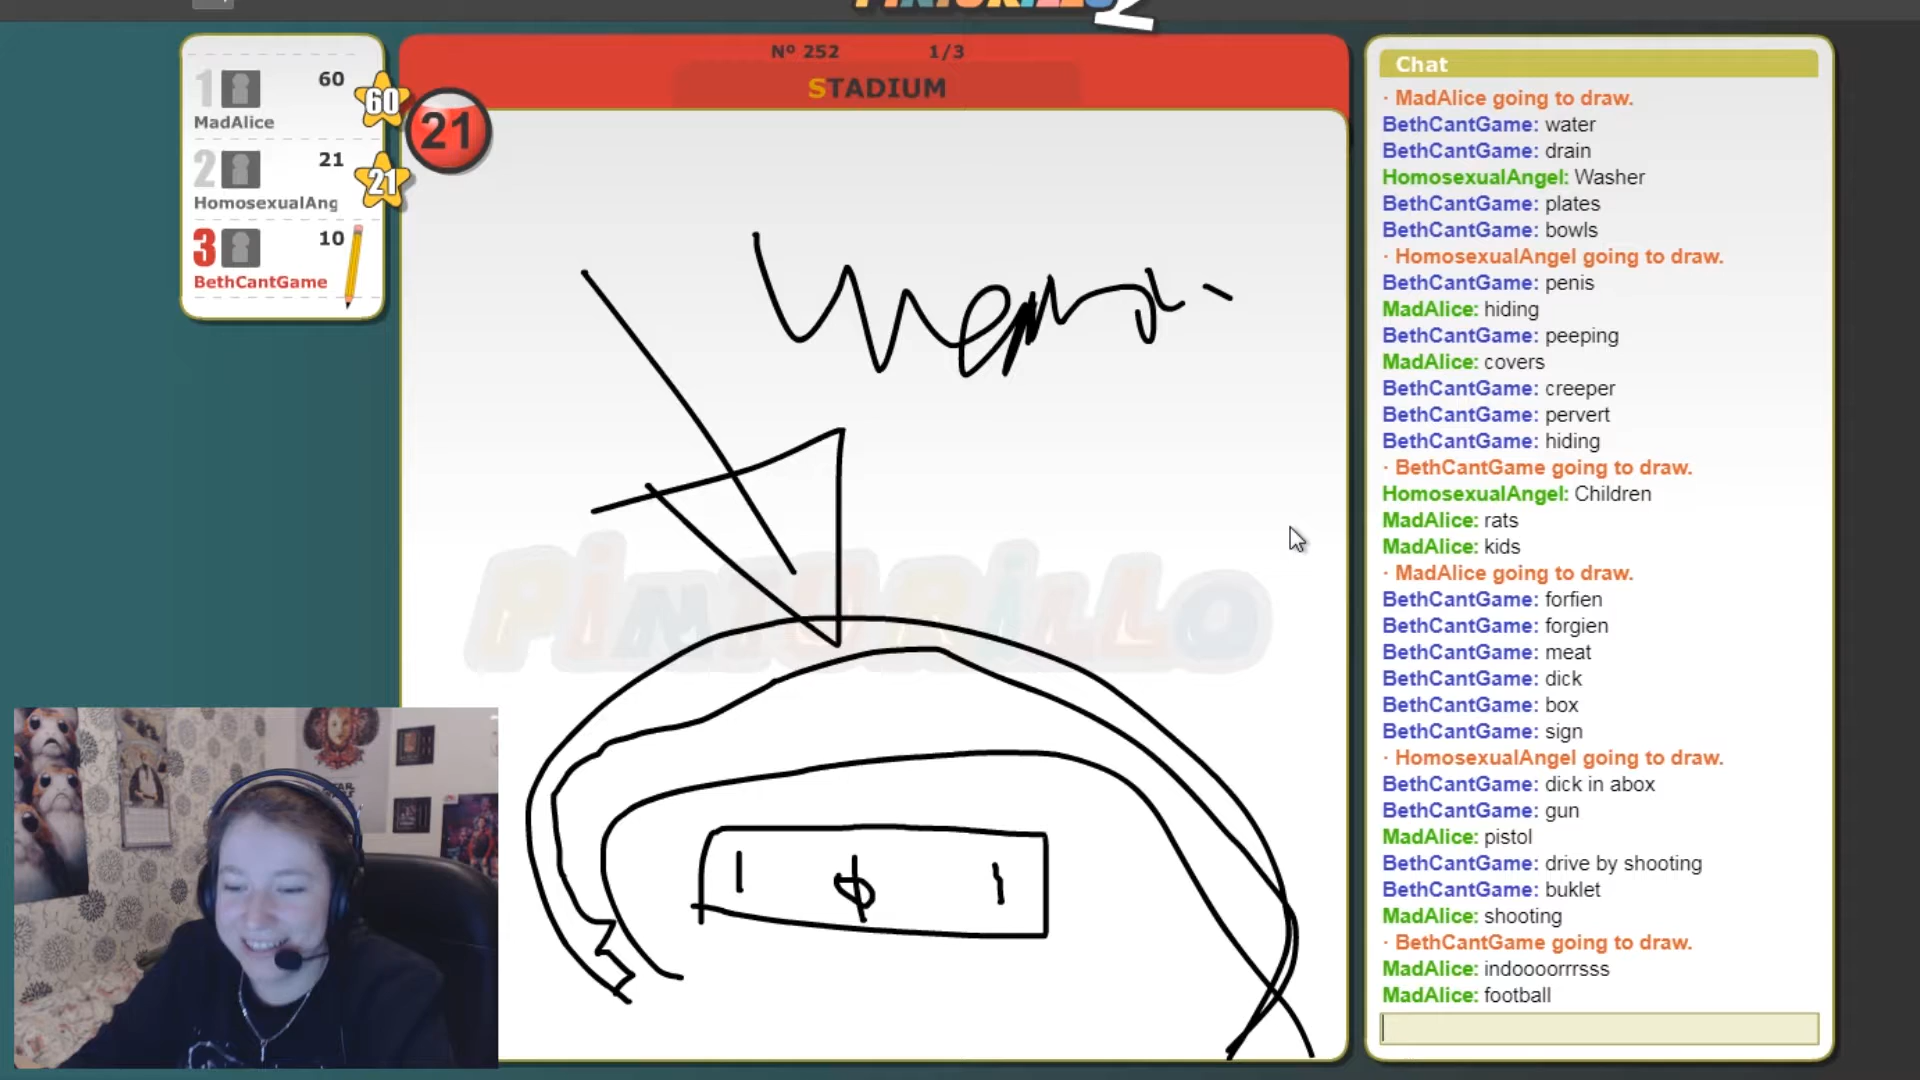 PINTURILLO 2
Nº 252 1/3
STADIUM
21
1 60
MadAlice
60
2 21
HomosexualAng
21
3 10
BethCantGame
PINTURILLO
Chat
· MadAlice going to draw.
BethCantGame: water
BethCantGame: drain
HomosexualAngel: Washer
BethCantGame: plates
BethCantGame: bowls
· HomosexualAngel going to draw.
BethCantGame: penis
MadAlice: hiding
BethCantGame: peeping
MadAlice: covers
BethCantGame: creeper
BethCantGame: pervert
BethCantGame: hiding
· BethCantGame going to draw.
HomosexualAngel: Children
MadAlice: rats
MadAlice: kids
· MadAlice going to draw.
BethCantGame: forfien
BethCantGame: forgien
BethCantGame: meat
BethCantGame: dick
BethCantGame: box
BethCantGame: sign
· HomosexualAngel going to draw.
BethCantGame: dick in abox
BethCantGame: gun
MadAlice: pistol
BethCantGame: drive by shooting
BethCantGame: buklet
MadAlice: shooting
· BethCantGame going to draw.
MadAlice: indoooorrrsss
MadAlice: football